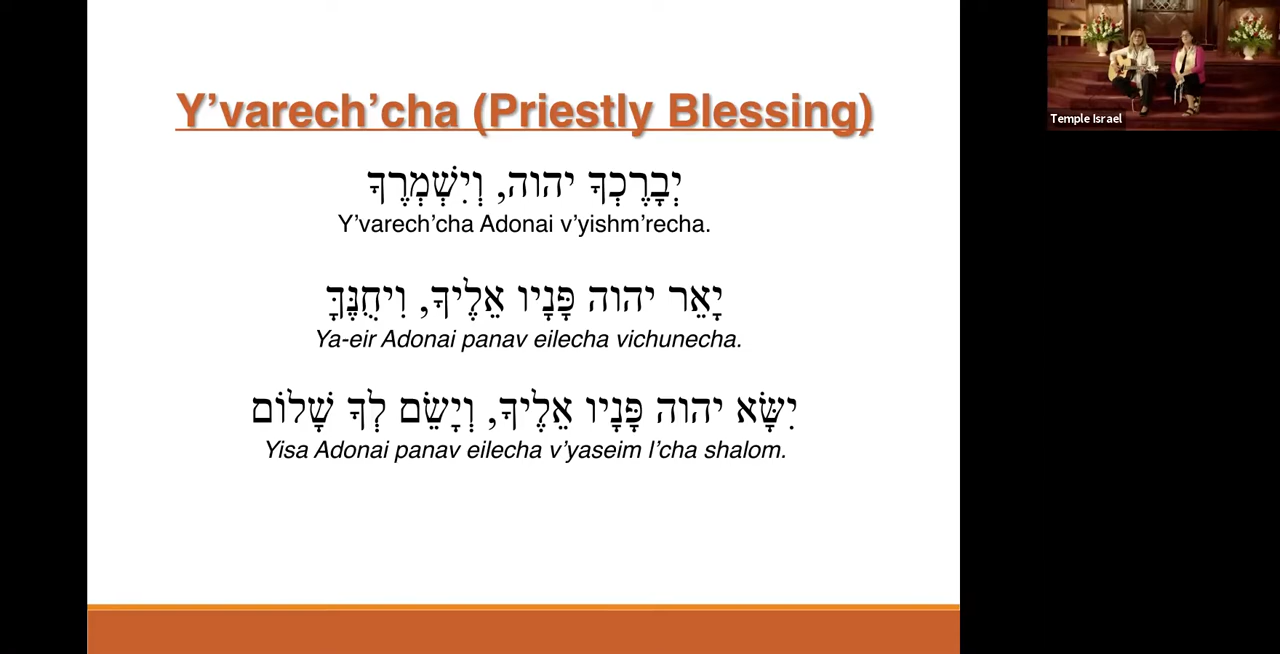 Y’varech’cha (Priestly Blessing)
יְבָרֶכְךָ יהוה, וְיִשְׁמְרֶךָ
Y’varech’cha Adonai v’yishm’recha.
יָאֵר יהוה פָּנָיו אֵלֶיךָ, וִיחֻנֶּךָּ
Ya-eir Adonai panav eilecha vichunecha.
יִשָּׂא יהוה פָּנָיו אֵלֶיךָ, וְיָשֵׂם לְךָ שָׁלוֹם
Yisa Adonai panav eilecha v’yaseim l’cha shalom.
Temple Israel